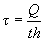 τ = Q / th